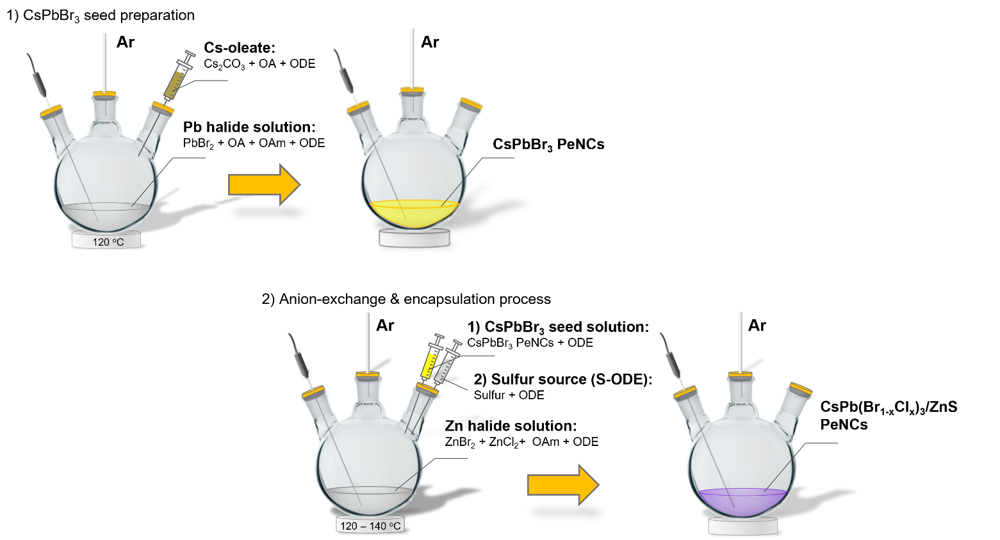 1) CsPbBr₃ seed preparation
Ar
Cs-oleate:
Cs₂CO₃ + OA + ODE
Pb halide solution:
PbBr₂ + OA + OAm + ODE
120 ºC
Ar
CsPbBr₃ PeNCs
2) Anion-exchange & encapsulation process
Ar
1) CsPbBr₃ seed solution:
CsPbBr₃ PeNCs + ODE
2) Sulfur source (S-ODE):
Sulfur + ODE
Zn halide solution:
ZnBr₂ + ZnCl₂+ OAm + ODE
120 – 140 ºC
Ar
CsPb(Br₁₋ₓClₓ)₃/ZnS
PeNCs